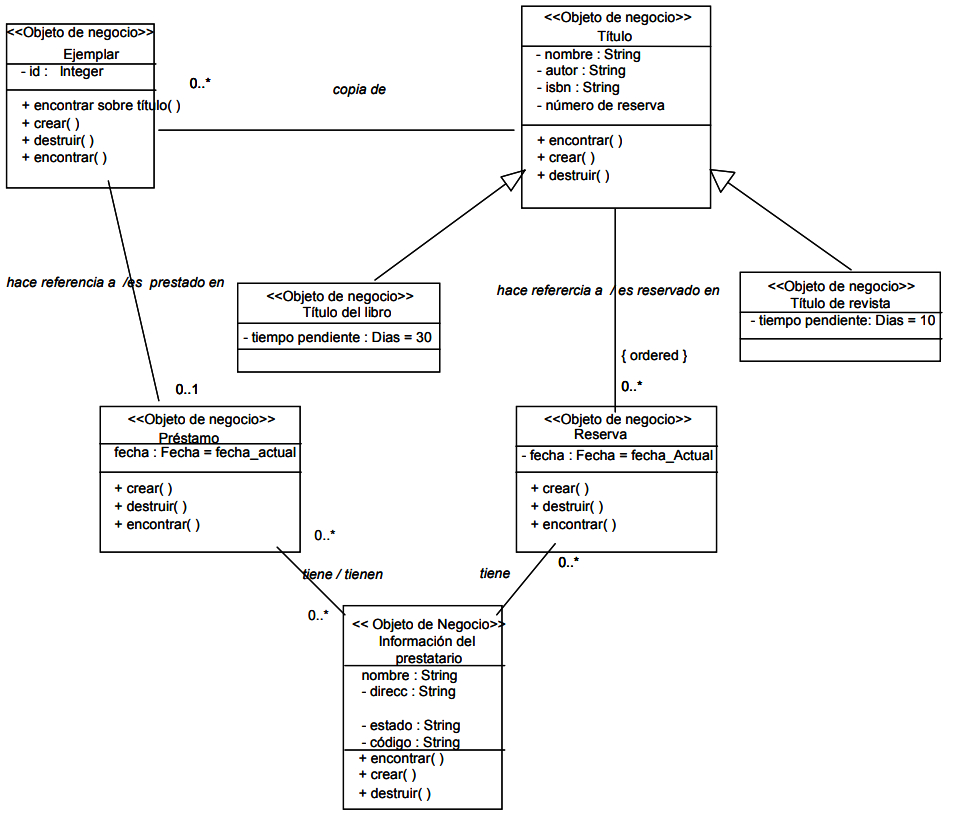 <<Objeto de negocio>>
Ejemplar
- id : Integer
+ encontrar sobre título( )
+ crear( )
+ destruir( )
+ encontrar( )
0..*
copia de
<<Objeto de negocio>>
Título
- nombre : String
- autor : String
- isbn : String
- número de reserva
+ encontrar( )
+ crear( )
+ destruir( )
hace referencia a /es prestado en
<<Objeto de negocio>>
Título del libro
- tiempo pendiente : Dias = 30
hace refercia a / es reservado en
<<Objeto de negocio>>
Título de revista
- tiempo pendiente: Dias = 10
{ ordered }
0..1
0..*
<<Objeto de negocio>>
Préstamo
fecha : Fecha = fecha_actual
+ crear( )
+ destruir( )
+ encontrar( )
<<Objeto de negocio>>
Reserva
- fecha : Fecha = fecha_Actual
+ crear( )
+ destruir( )
+ encontrar( )
0..*
tiene / tienen
0..*
tiene
0..*
<< Objeto de Negocio>>
Información del
prestatario
nombre : String
- direcc : String
- estado : String
- código : String
+ encontrar( )
+ crear( )
+ destruir( )